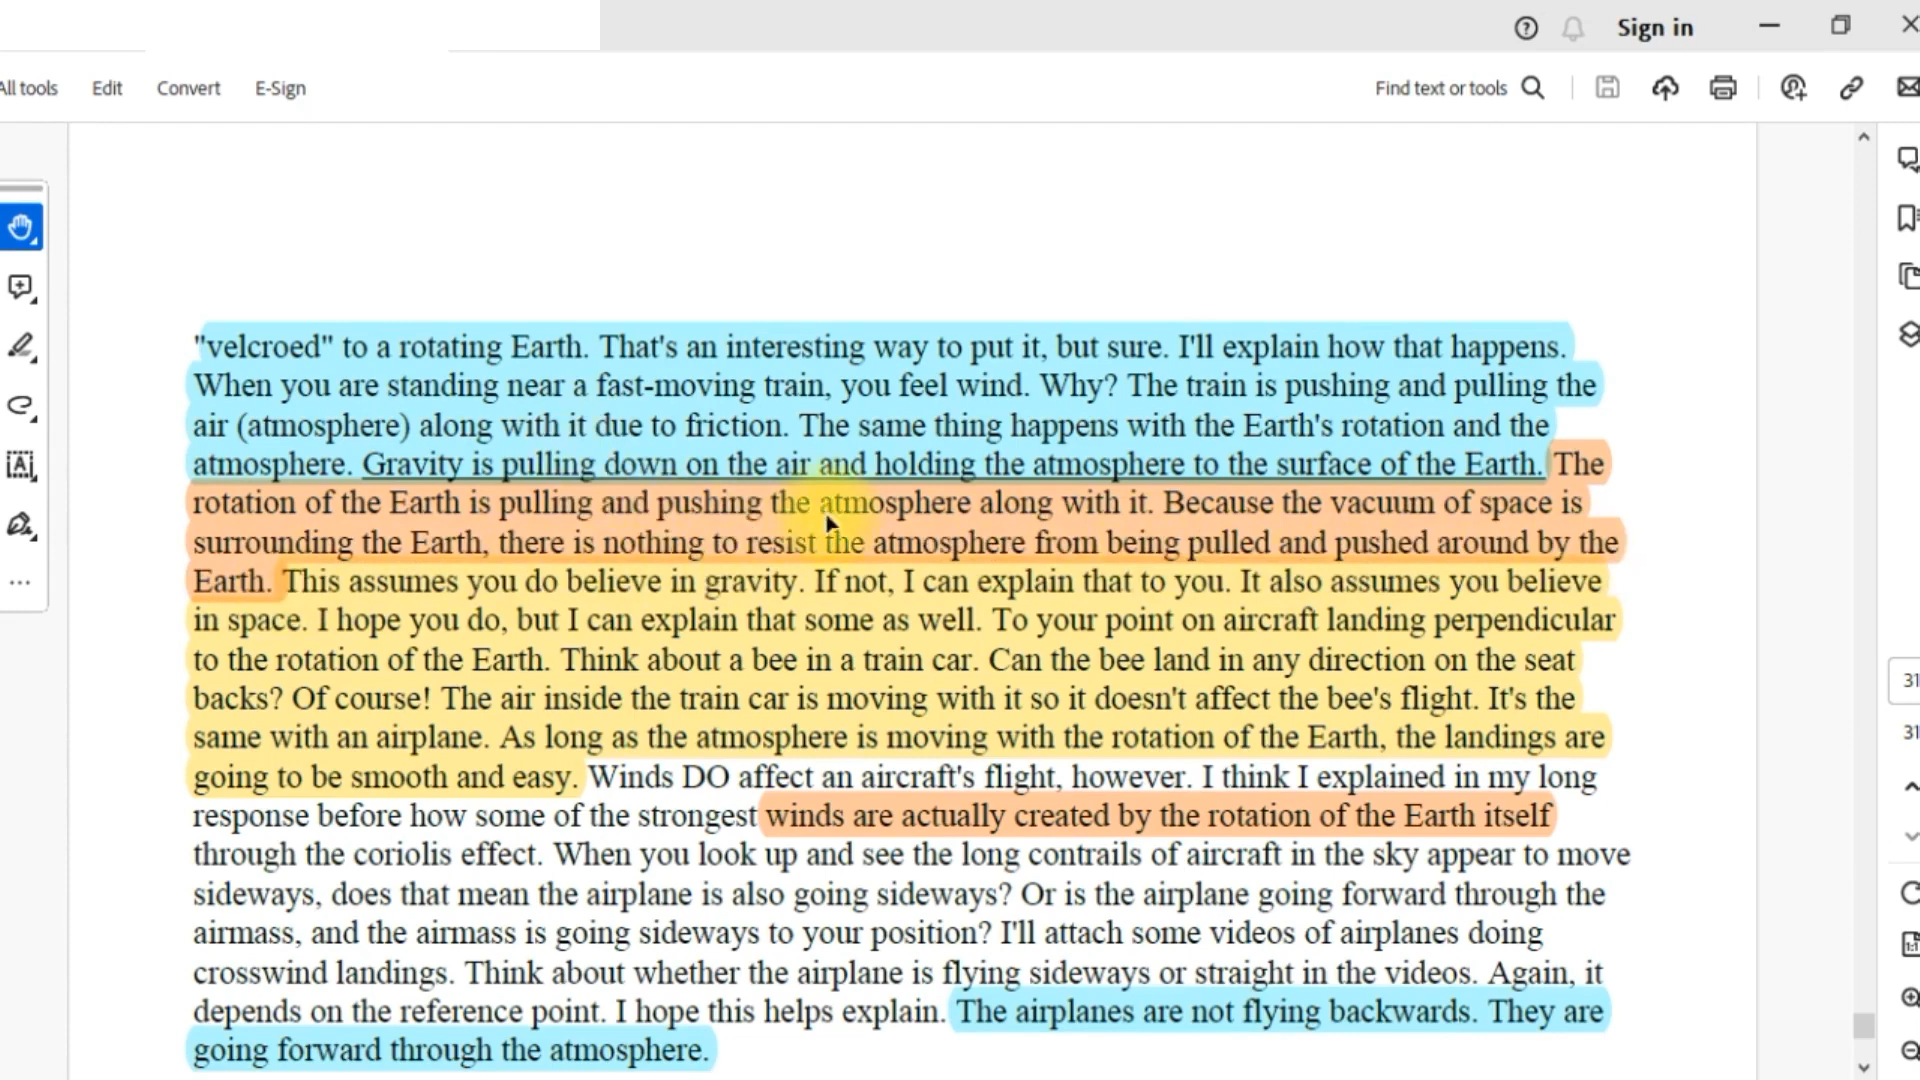 Sign in
All tools Edit Convert E-Sign Find text or tools
"velcroed" to a rotating Earth. That's an interesting way to put it, but sure. I'll explain how that happens.
When you are standing near a fast-moving train, you feel wind. Why? The train is pushing and pulling the
air (atmosphere) along with it due to friction. The same thing happens with the Earth's rotation and the
atmosphere. Gravity is pulling down on the air and holding the atmosphere to the surface of the Earth. The
rotation of the Earth is pulling and pushing the atmosphere along with it. Because the vacuum of space is
surrounding the Earth, there is nothing to resist the atmosphere from being pulled and pushed around by the
Earth. This assumes you do believe in gravity. If not, I can explain that to you. It also assumes you believe
in space. I hope you do, but I can explain that some as well. To your point on aircraft landing perpendicular
to the rotation of the Earth. Think about a bee in a train car. Can the bee land in any direction on the seat
backs? Of course! The air inside the train car is moving with it so it doesn't affect the bee's flight. It's the
same with an airplane. As long as the atmosphere is moving with the rotation of the Earth, the landings are
going to be smooth and easy. Winds DO affect an aircraft's flight, however. I think I explained in my long
response before how some of the strongest winds are actually created by the rotation of the Earth itself
through the coriolis effect. When you look up and see the long contrails of aircraft in the sky appear to move
sideways, does that mean the airplane is also going sideways? Or is the airplane going forward through the
airmass, and the airmass is going sideways to your position? I'll attach some videos of airplanes doing
crosswind landings. Think about whether the airplane is flying sideways or straight in the videos. Again, it
depends on the reference point. I hope this helps explain. The airplanes are not flying backwards. They are
going forward through the atmosphere.